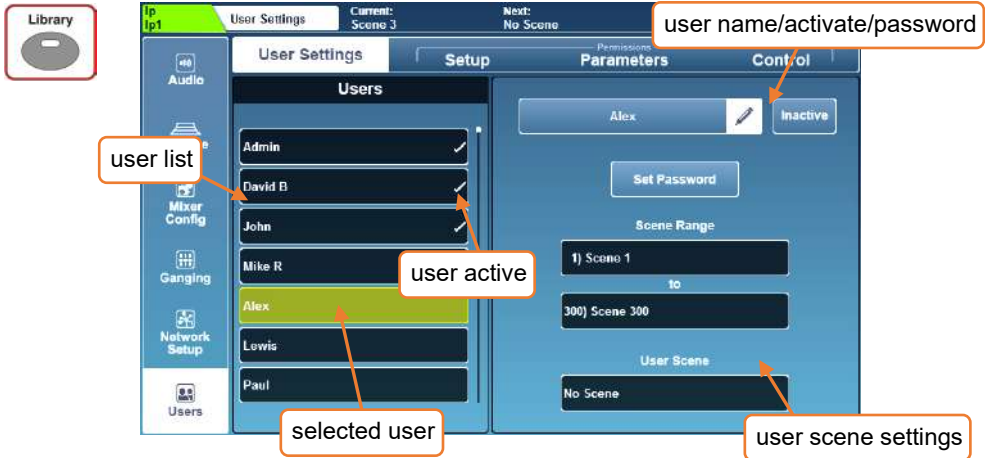 Library
Ip
Ip1
User Settings
Current:
Scene 3
Next:
No Scene
user name/activate/password
User Settings
Setup
Permissions
Parameters
Control
Audio
Users
Alex
Inactive
Admin
user list
David B
Set Password
Mixer
Config
John
Scene Range
Mike R
1) Scene 1
user active
Ganging
to
Alex
300) Scene 300
Network
Setup
Lewis
User Scene
Paul
No Scene
Users
selected user
user scene settings